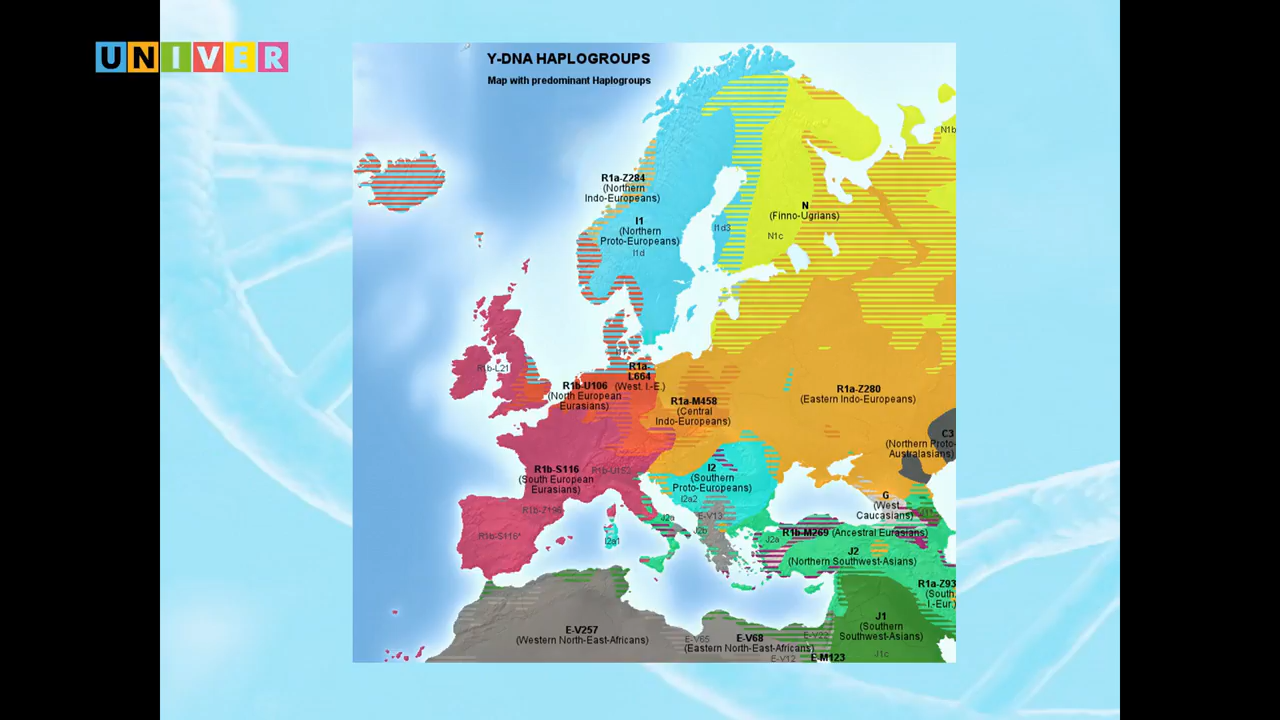 UNIVER
Y-DNA HAPLOGROUPS
Map with predominant Haplogroups
N1b
R1a-Z284
(Northern
Indo-Europeans)
I1
(Northern
Proto-Europeans)
I1d
I1d3
N
(Finno-Ugrians)
N1c
R1b-L21
I1
R1a-
L664
(West. I.-E.)
R1b-U106
(North European
Eurasians)
R1a-M458
(Central
Indo-Europeans)
R1a-Z280
(Eastern Indo-Europeans)
C3
(Northern Proto-
Australasians)
R1b-S116
(South European
Eurasians)
R1b-U152
I2
(Southern
Proto-Europeans)
I2a2
G
(West
Caucasians)
R1b-Z196
R1b-S116*
I2a1
J2a
J2b
E-V13
J2a
R1b-M269 (Ancestral Eurasians)
J2
(Northern Southwest-Asians)
R1a-Z93
(South.
I.-Eur.)
J1
(Southern
Southwest-Asians)
J1c
E-V257
(Western North-East-Africans)
E-V65
E-V68
(Eastern North-East-Africans)
E-V22
E-V12
E-M123